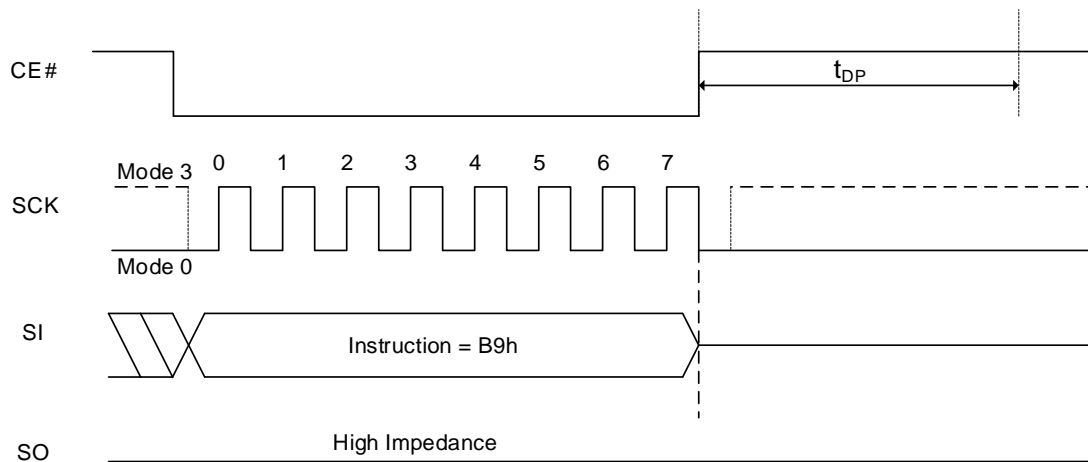 CE#
tDP
Mode 3
0 1 2 3 4 5 6 7
SCK
Mode 0
SI
Instruction = B9h
SO
High Impedance